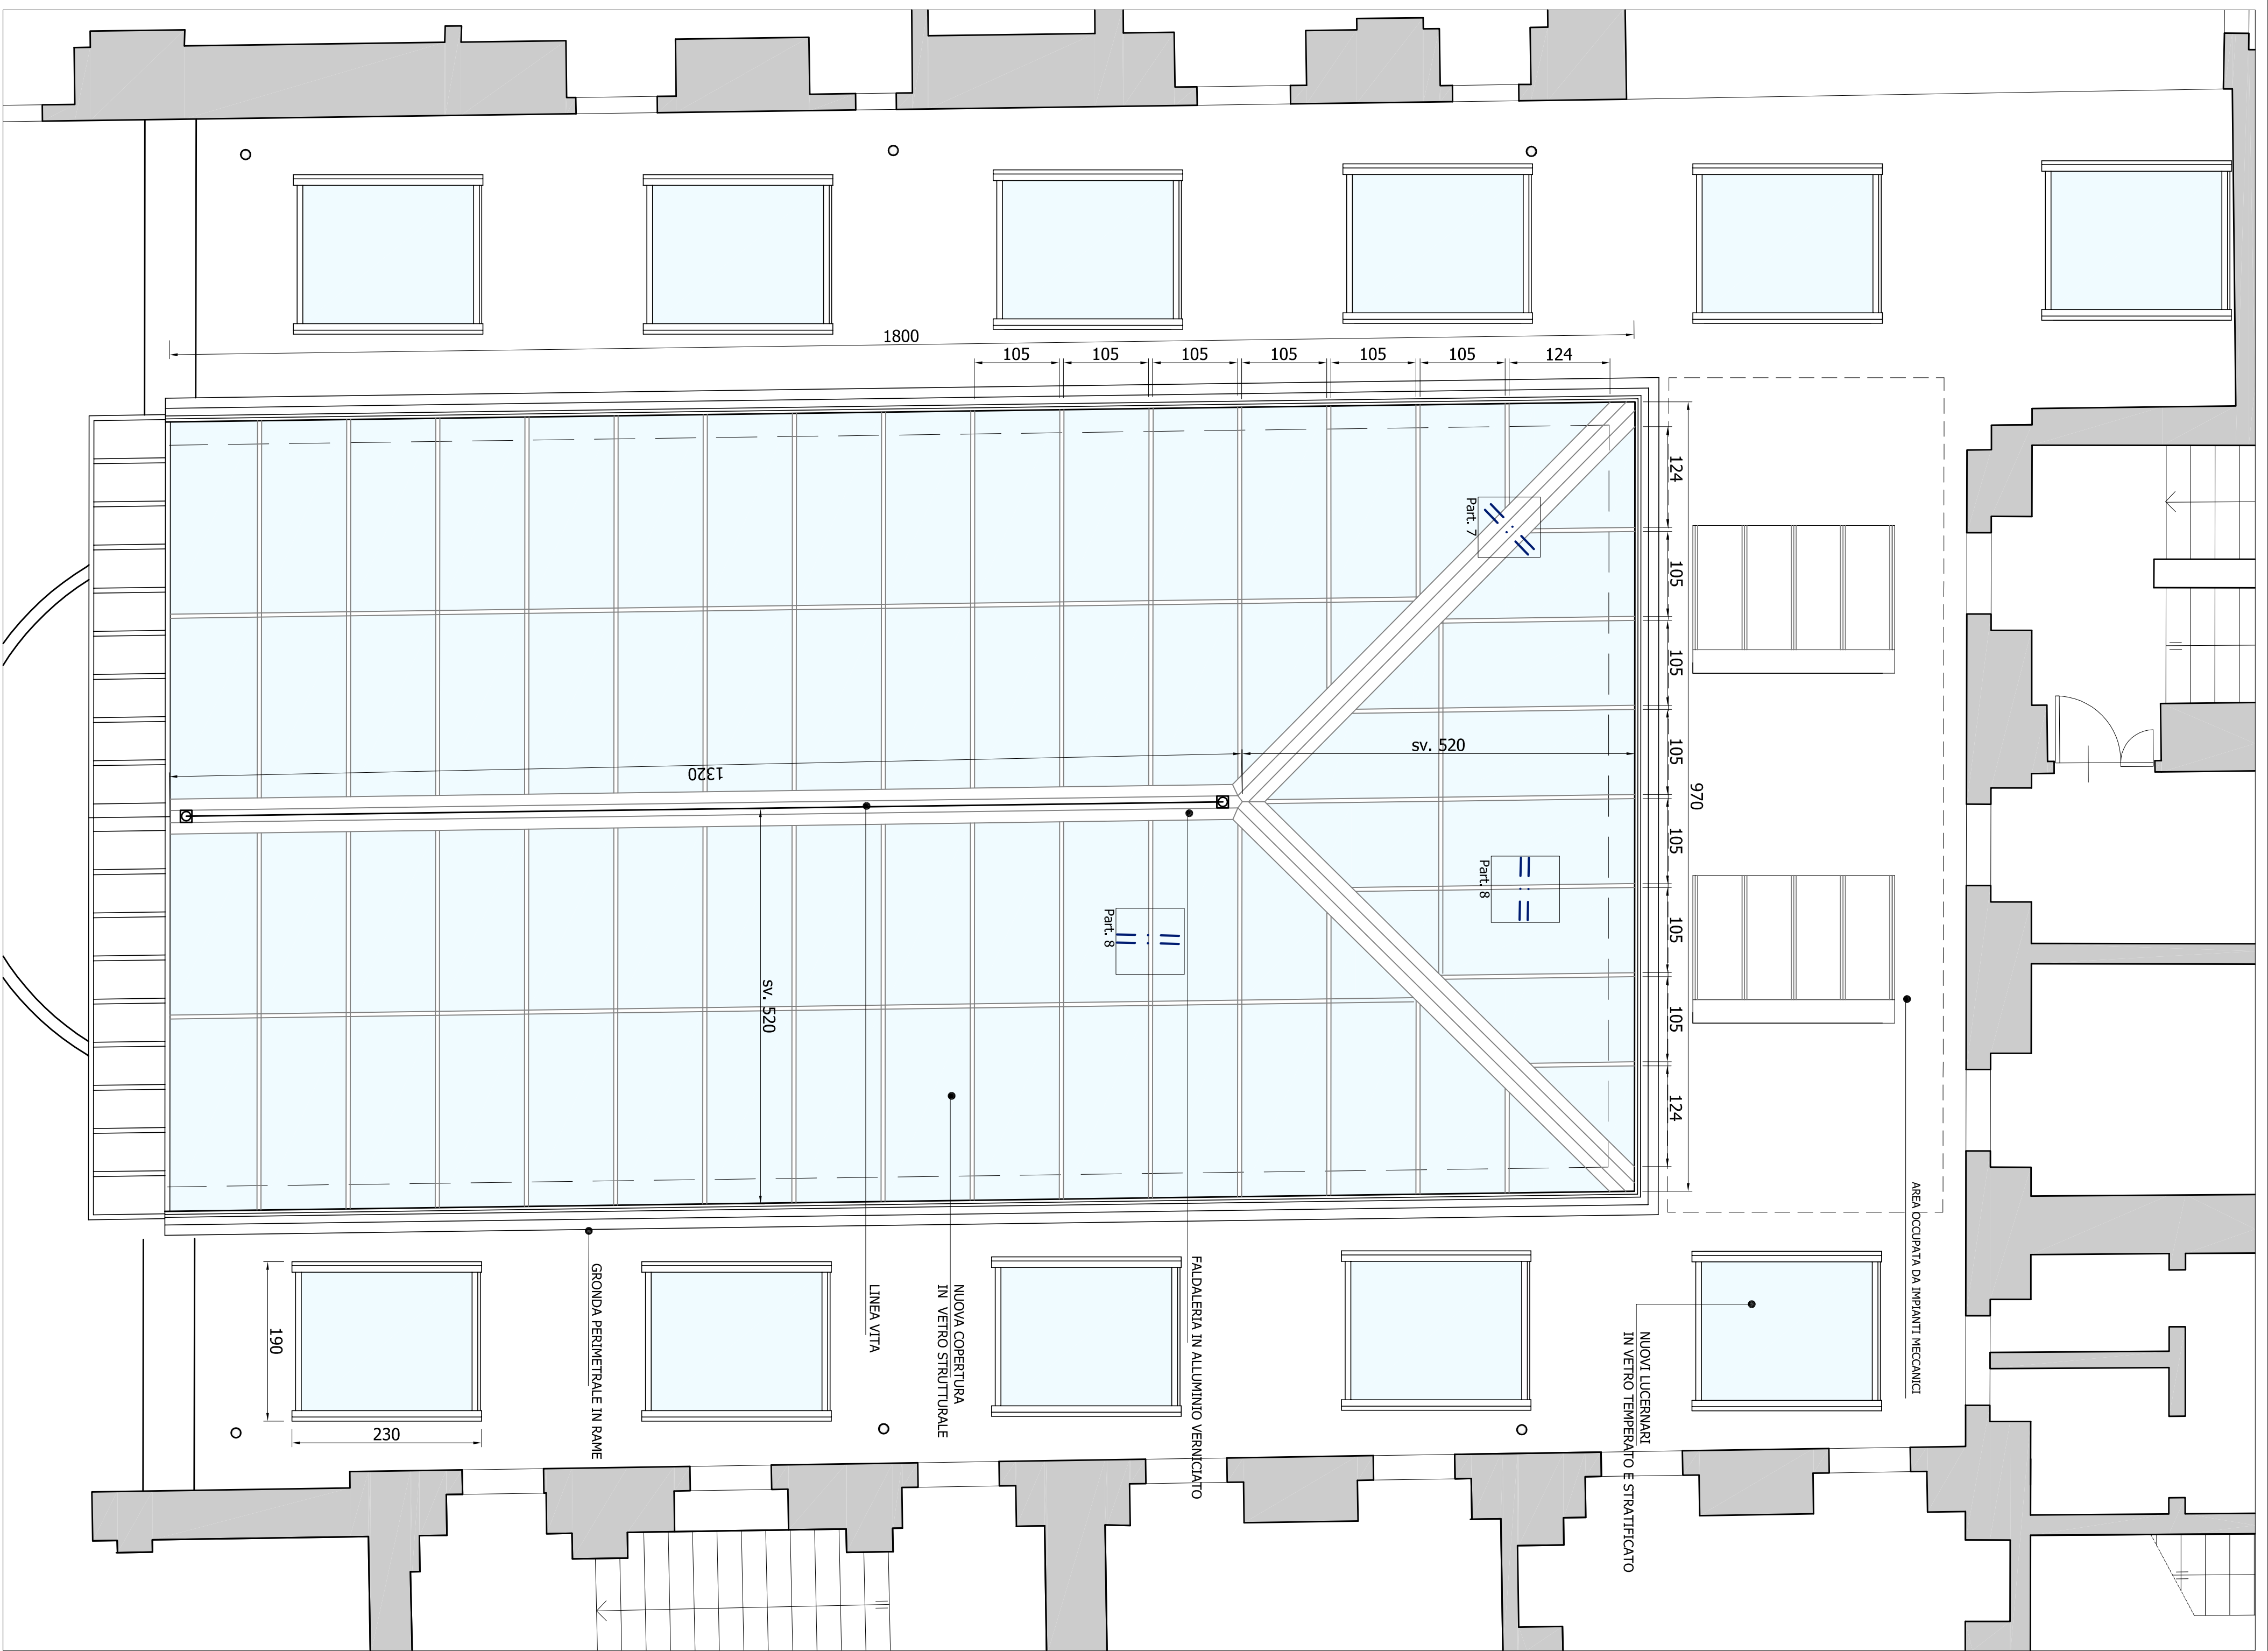 1800
105
105
105
105
105
105
124
124
105
105
105
105
105
105
124
970
Part. 7
sv. 520
1320
Part. 8
Part. 8
sv. 520
190
230
GRONDA PERIMETRALE IN RAME
LINEA VITA
NUOVA COPERTURA
IN VETRO STRUTTURALE
FALDALERIA IN ALLUMINIO VERNICIATO
NUOVI LUCERNARI
IN VETRO TEMPERATO E STRATIFICATO
AREA OCCUPATA DA IMPIANTI MECCANICI